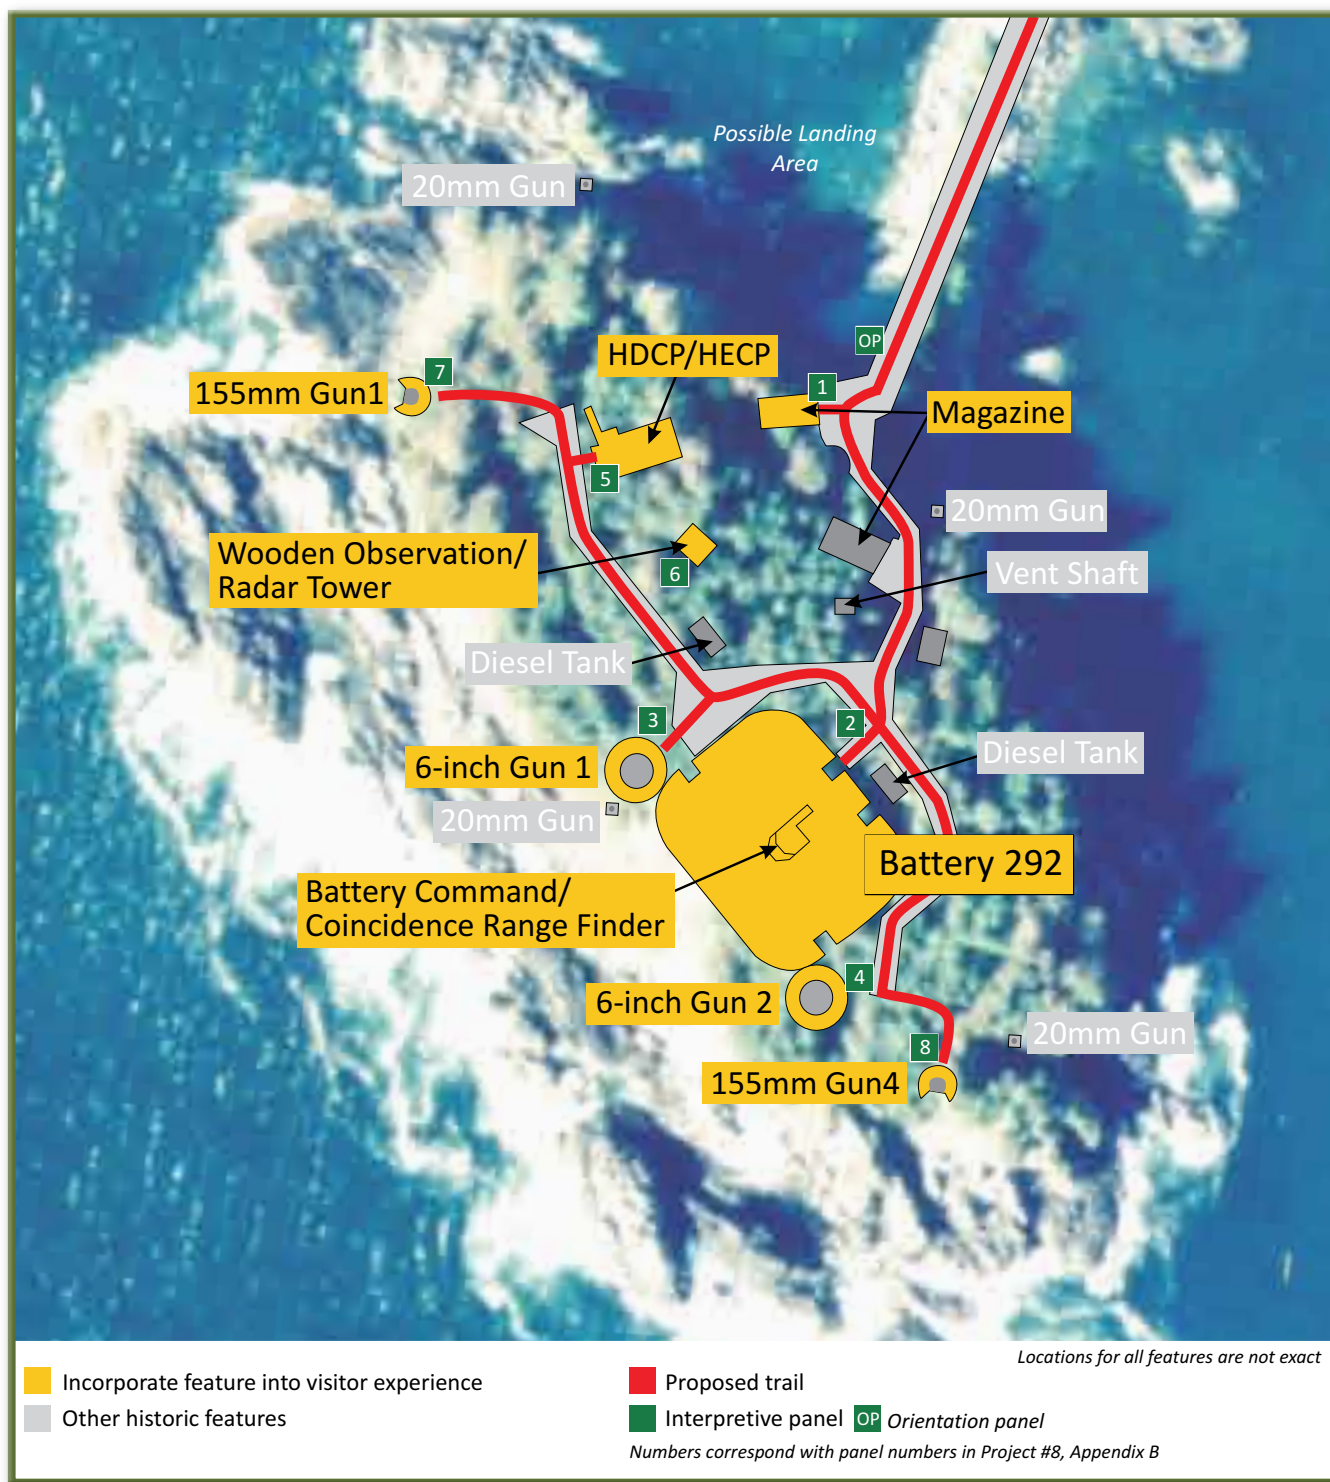 Possible Landing
Area
20mm Gun
OP
HDCP/HECP
7
1
155mm Gun1
Magazine
5
20mm Gun
Wooden Observation/
Radar Tower
6
Vent Shaft
Diesel Tank
3
2
6-inch Gun 1
Diesel Tank
20mm Gun
Battery 292
Battery Command/
Coincidence Range Finder
4
6-inch Gun 2
20mm Gun
8
155mm Gun4
Locations for all features are not exact
Incorporate feature into visitor experience
Other historic features
Proposed trail
Interpretive panel OP Orientation panel
Numbers correspond with panel numbers in Project #8, Appendix B